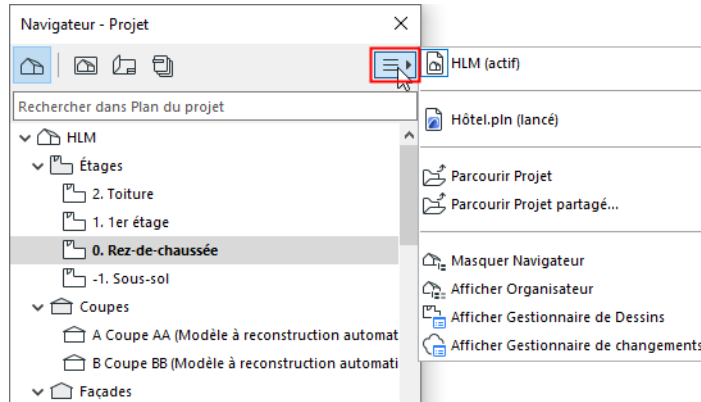 Navigateur - Projet
Rechercher dans Plan du projet
HLM
Étages
2. Toiture
1. 1er étage
0. Rez-de-chaussée
-1. Sous-sol
Coupes
A Coupe AA (Modèle à reconstruction automat
B Coupe BB (Modèle à reconstruction automati
Façades
HLM (actif)
Hôtel.pln (lancé)
Parcourir Projet
Parcourir Projet partagé...
Masquer Navigateur
Afficher Organisateur
Afficher Gestionnaire de Dessins
Afficher Gestionnaire de changements